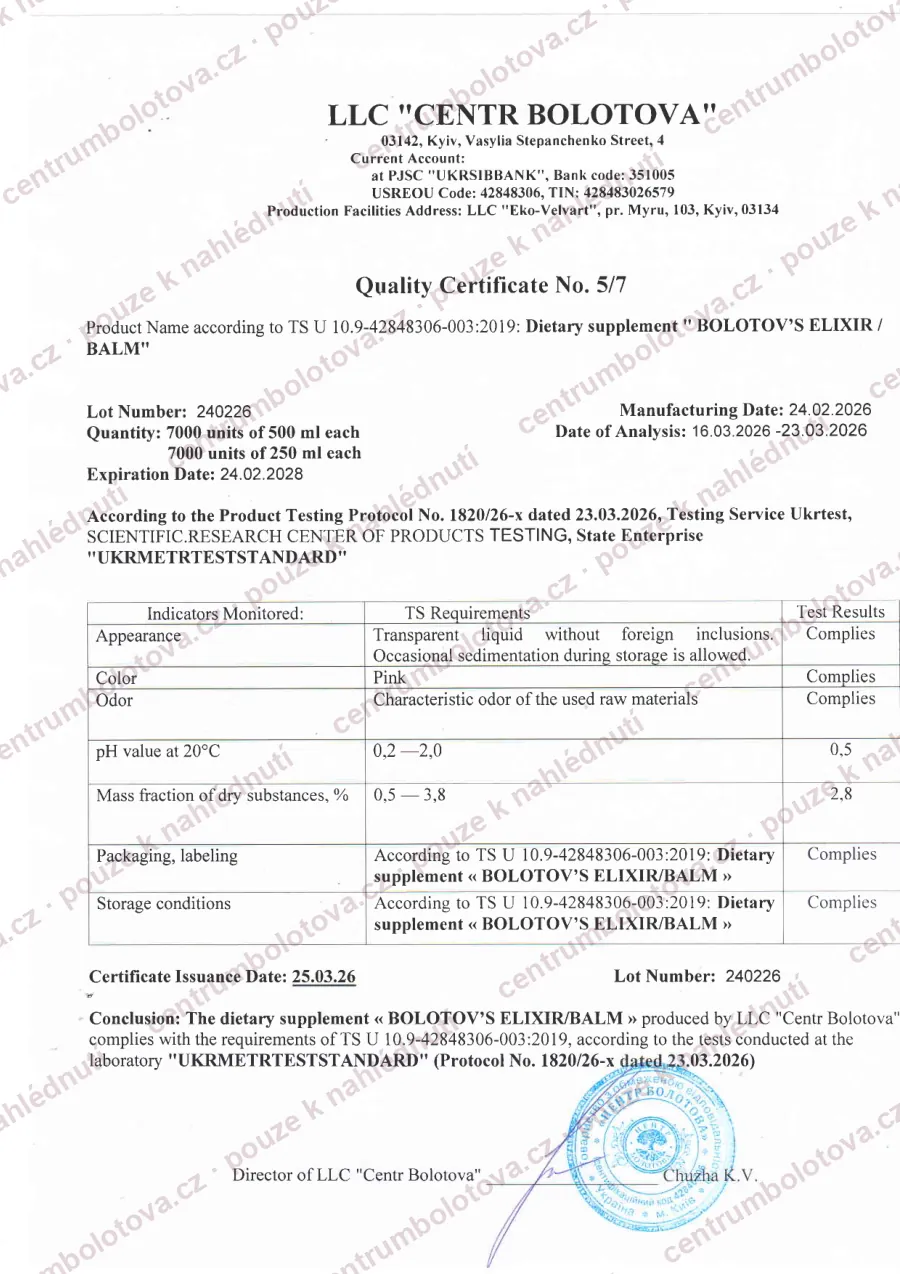 LLC "CENTR BOLOTOVA"
03142, Kyiv, Vasylia Stepanchenko Street, 4
Current Account:
at PJSC "UKRSIBBANK", Bank code: 351005
USREOU Code: 42848306, TIN: 428483026579
Production Facilities Address: LLC "Eko-Velvart", pr. Myru, 103, Kyiv, 03134
Quality Certificate No. 5/7
Product Name according to TS U 10.9-42848306-003:2019: Dietary supplement " BOLOTOV'S ELIXIR /
BALM"
Lot Number: 240226
Manufacturing Date: 24.02.2026
Quantity: 7000 units of 500 ml each
Date of Analysis: 16.03.2026 -23.03.2026
7000 units of 250 ml each
Expiration Date: 24.02.2028
According to the Product Testing Protocol No. 1820/26-x dated 23.03.2026, Testing Service Ukrtest,
SCIENTIFIC.RESEARCH CENTER OF PRODUCTS TESTING, State Enterprise
"UKRMETRTESTSTANDARD"
Indicators Monitored: TS Requirements Test Results
Appearance Transparent liquid without foreign inclusions. Complies
Occasional sedimentation during storage is allowed.
Color Pink Complies
Odor Characteristic odor of the used raw materials Complies
pH value at 20°C 0,2 —2,0 0,5
Mass fraction of dry substances, % 0,5 — 3,8 2,8
Packaging, labeling According to TS U 10.9-42848306-003:2019: Dietary Complies
supplement « BOLOTOV'S ELIXIR/BALM »
Storage conditions According to TS U 10.9-42848306-003:2019: Dietary Complies
supplement « BOLOTOV'S ELIXIR/BALM »
Certificate Issuance Date: 25.03.26
Lot Number: 240226
Conclusion: The dietary supplement « BOLOTOV'S ELIXIR/BALM » produced by LLC "Centr Bolotova"
complies with the requirements of TS U 10.9-42848306-003:2019, according to the tests conducted at the
laboratory "UKRMETRTESTSTANDARD" (Protocol No. 1820/26-x dated 23.03.2026)
Director of LLC "Centr Bolotova" Chuzha K.V.
Товариство з обмеженою відповідальністю
«ЦЕНТР БОЛОТОВА»
ЦЕНТР
БОЛОТОВА
Україна * м. Київ
centrumbolotova.cz · pouze k nahlédnutí